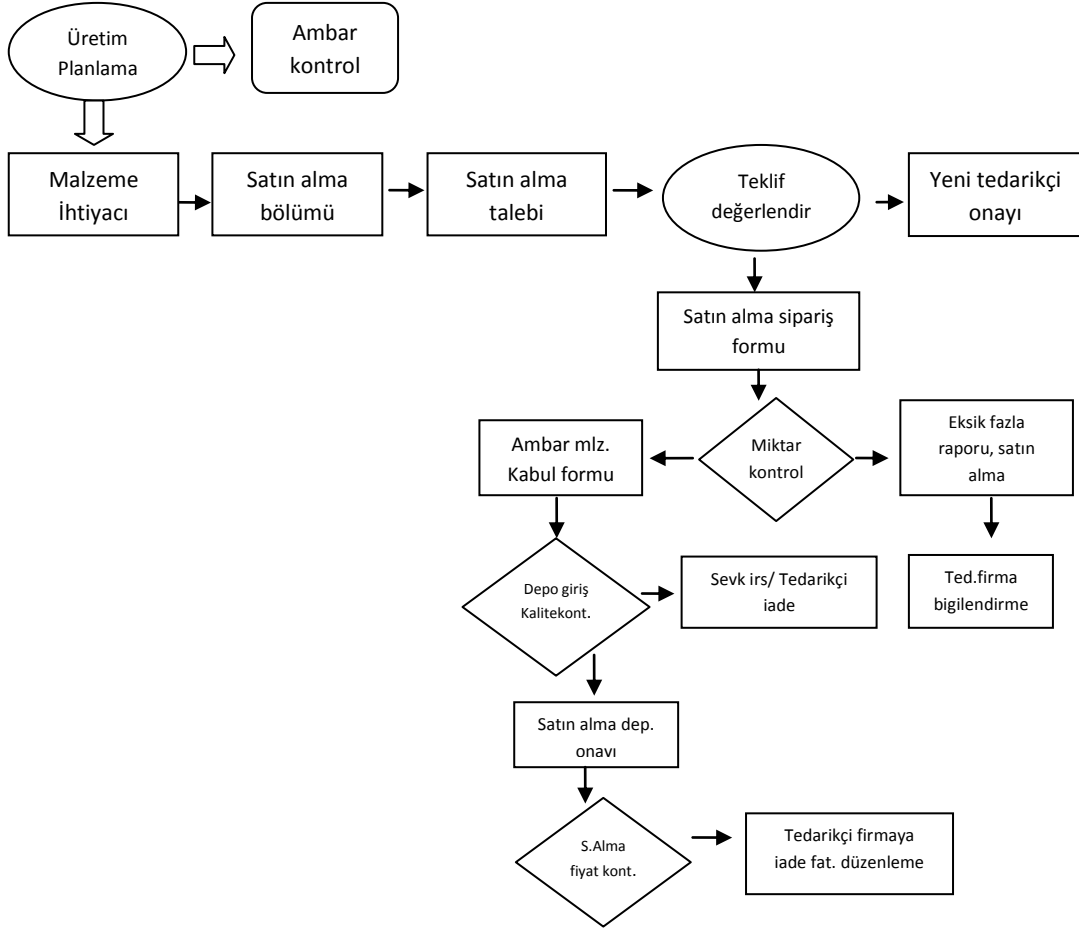 Üretim
Planlama
Ambar
kontrol
Malzeme
İhtiyacı
Satın alma
bölümü
Satın alma
talebi
Teklif
değerlendir
Yeni tedarikçi
onayı
Satın alma sipariş
formu
Ambar mlz.
Kabul formu
Miktar
kontrol
Eksik fazla
raporu, satın
alma
Depo giriş
Kalitekont.
Sevk irs/ Tedarikçi
iade
Ted.firma
bigilendirme
Satın alma dep.
onayı
S.Alma
fiyat kont.
Tedarikçi firmaya
iade fat. düzenleme